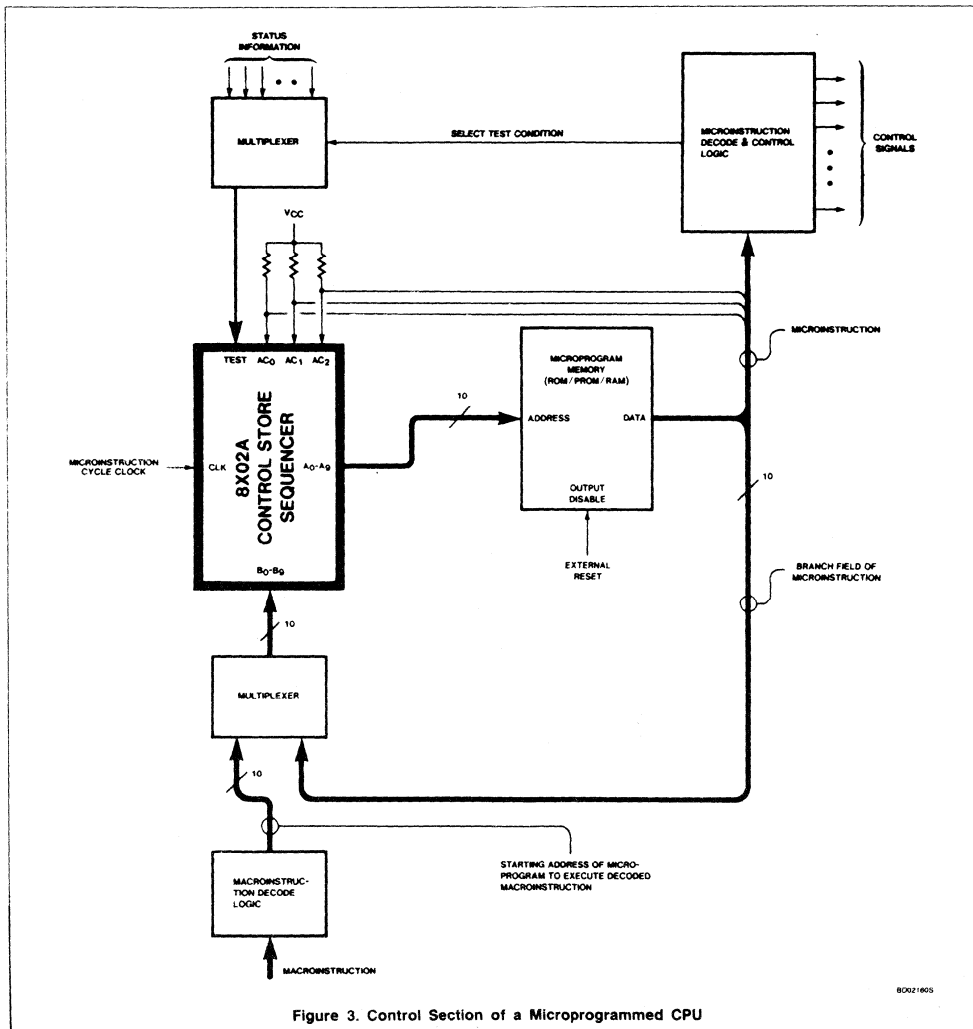 STATUS
INFORMATION
MULTIPLEXER
SELECT TEST CONDITION
MICROINSTRUCTION
DECODE & CONTROL
LOGIC
CONTROL
SIGNALS
VCC
TEST AC0 AC1 AC2
MICROINSTRUCTION
CYCLE CLOCK
CLK
8X02A
CONTROL STORE
SEQUENCER
A0-A9
B0-B9
10
MICROPROGRAM
MEMORY
(ROM/PROM/RAM)
ADDRESS DATA
OUTPUT
DISABLE
EXTERNAL
RESET
MICROINSTRUCTION
10
BRANCH FIELD OF
MICROINSTRUCTION
10
MULTIPLEXER
10
STARTING ADDRESS OF MICRO-
PROGRAM TO EXECUTE DECODED
MACROINSTRUCTION
MACROINSTRUC-
TION DECODE
LOGIC
MACROINSTRUCTION
BD02160S
Figure 3. Control Section of a Microprogrammed CPU